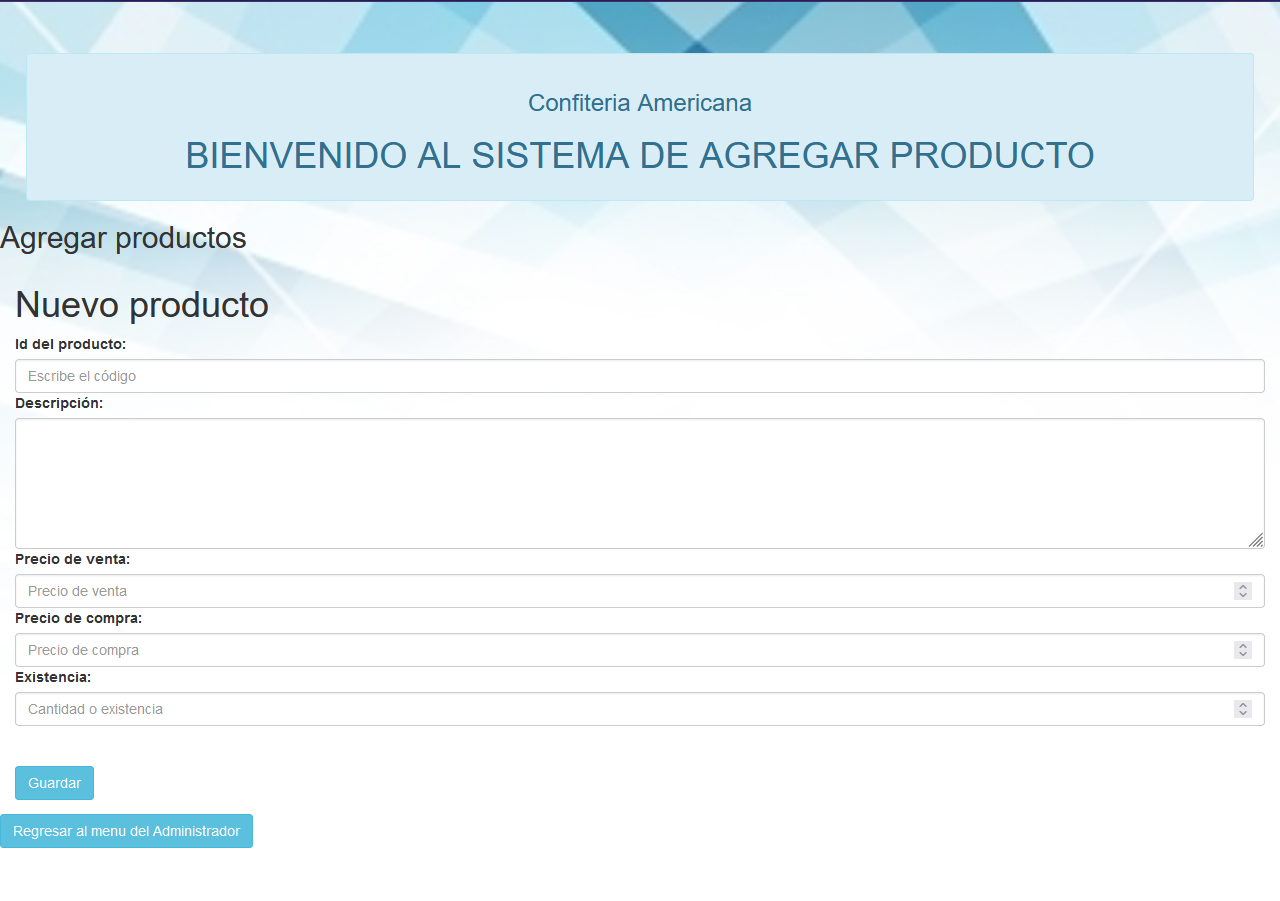 Confiteria Americana
BIENVENIDO AL SISTEMA DE AGREGAR PRODUCTO
Agregar productos
Nuevo producto
Id del producto:
Escribe el código
Descripción:
Precio de venta:
Precio de venta
Precio de compra:
Precio de compra
Existencia:
Cantidad o existencia
Guardar
Regresar al menu del Administrador